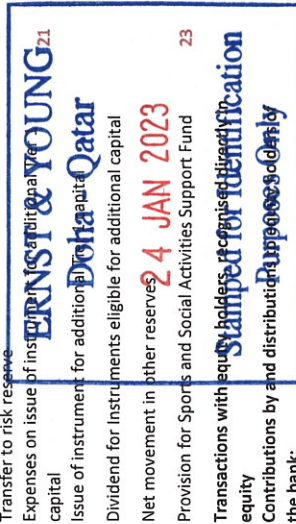 Transfer to risk reserve
Expenses on issue of instrument for additional Tier
capital
21
Issue of instrument for additional Tier 1 capital
Dividend for Instruments eligible for additional capital
Net movement in other reserves
Provision for Sports and Social Activities Support Fund
23
Transactions with equity holders, recognised directly in
equity
Contributions by and distributions to equity holders of
the bank:
ERNST & YOUNG
Doha - Qatar
24 JAN 2023
Stamped for Identification
Purposes Only